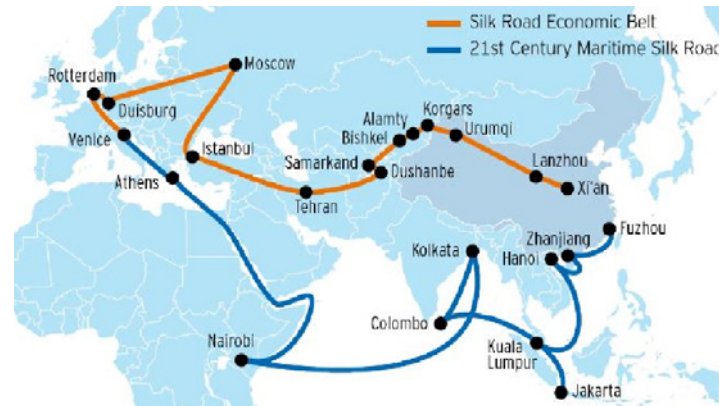 Silk Road Economic Belt
21st Century Maritime Silk Road
Moscow
Rotterdam
Duisburg
Venice
Istanbul
Athens
Tehran
Samarkand
Dushanbe
Bishkel
Alamty
Korgars
Urumqi
Lanzhou
Xi'an
Fuzhou
Zhanjiang
Hanoi
Kolkata
Colombo
Kuala
Lumpur
Jakarta
Nairobi